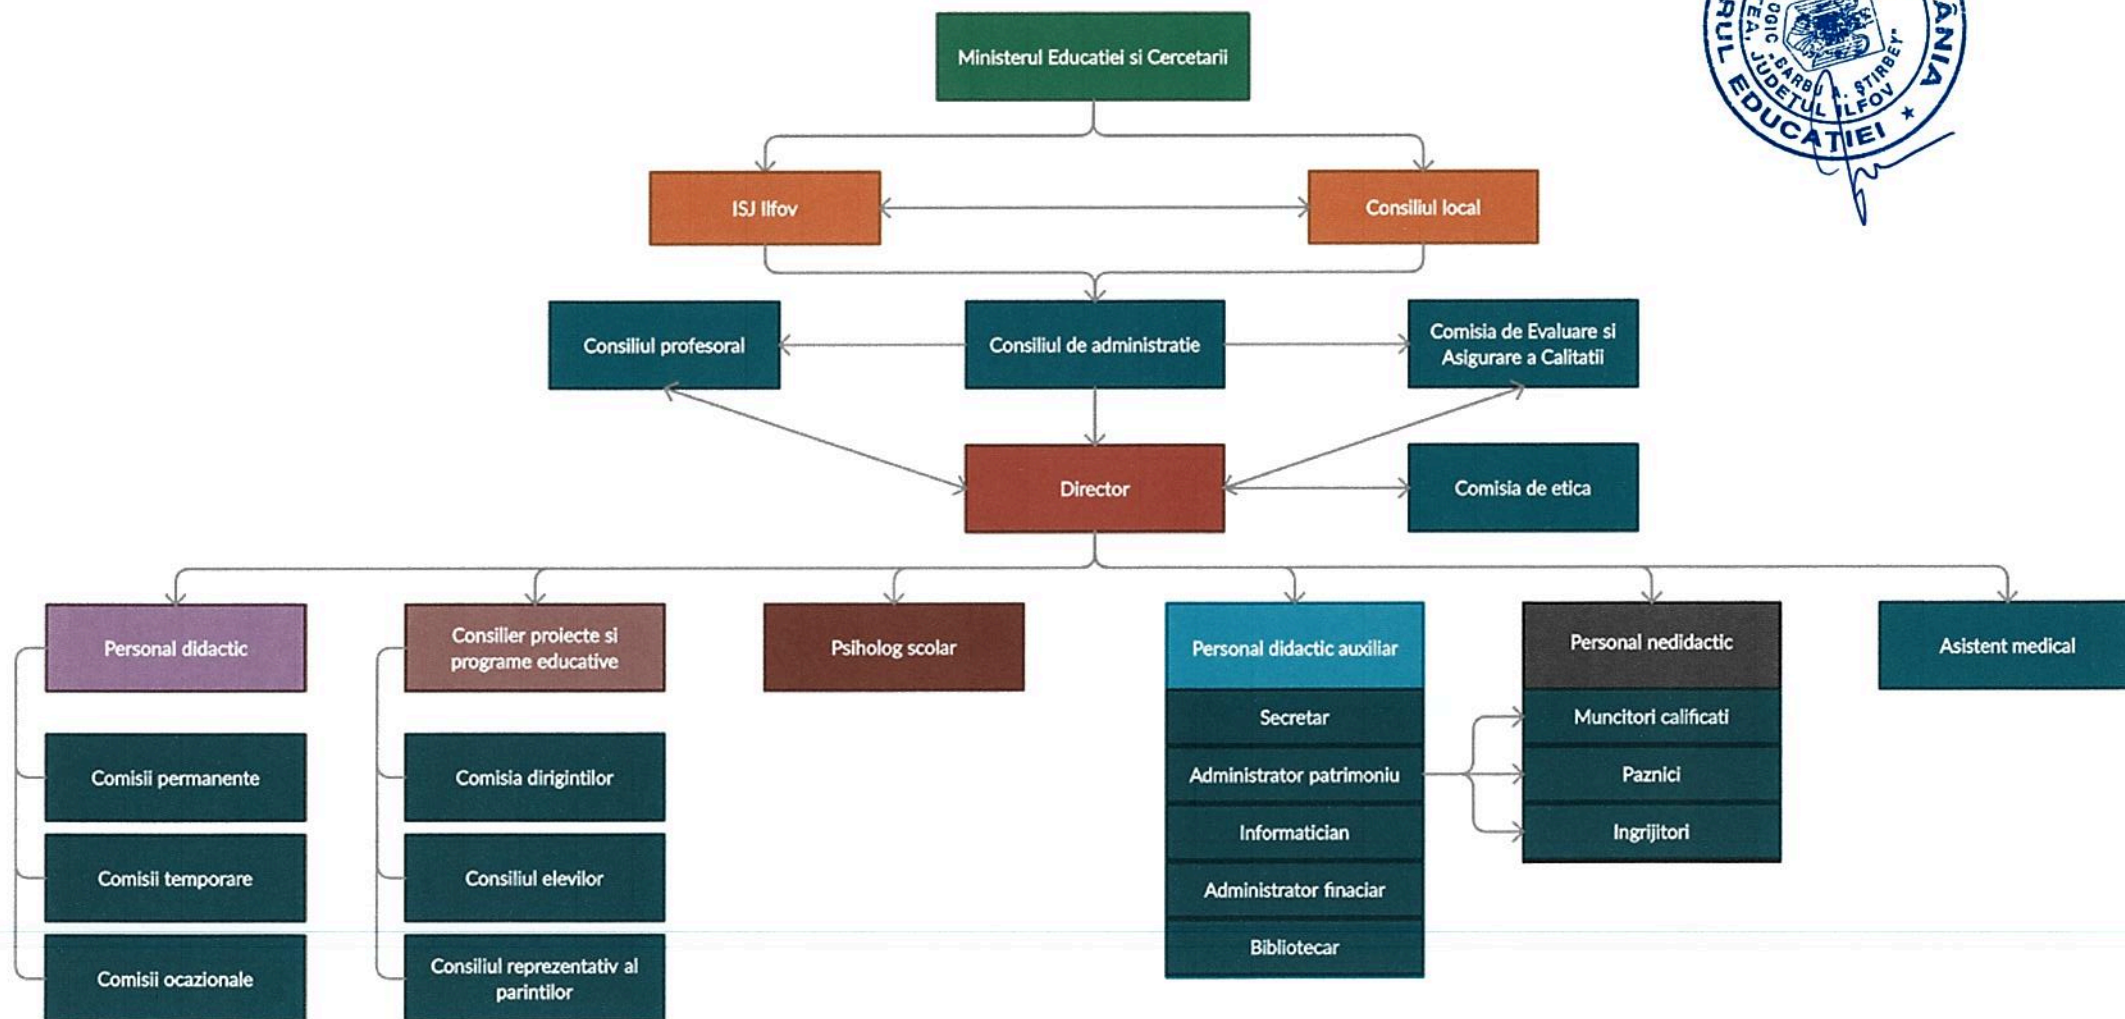 Ministerul Educatiei si Cercetarii
ISJ Ilfov
Consiliul local
Consiliul profesoral
Consiliul de administratie
Comisia de Evaluare si
Asigurare a Calitatii
Director
Comisia de etica
Personal didactic
Consilier proiecte si
programe educative
Psiholog scolar
Personal didactic auxiliar
Personal nedidactic
Asistent medical
Comisii permanente
Comisii temporare
Comisii ocazionale
Comisia dirigintilor
Consiliul elevilor
Consiliul reprezentativ al
parintilor
Secretar
Administrator patrimoniu
Informatician
Administrator finaciar
Bibliotecar
Muncitori calificati
Paznici
Ingrijitori
EDUCAȚIEI
JUDEȚUL ILFOV
ȘTIRBEY"